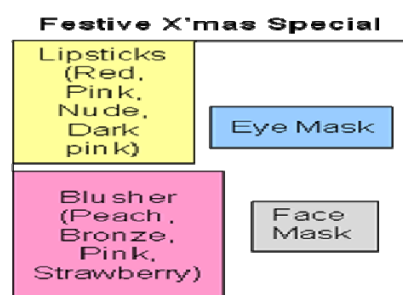 Festive X'mas Special
Lipsticks
(Red,
Pink,
Nude,
Dark
pink)
Eye Mask
Blusher
(Peach,
Bronze,
Pink,
Strawberry)
Face
Mask